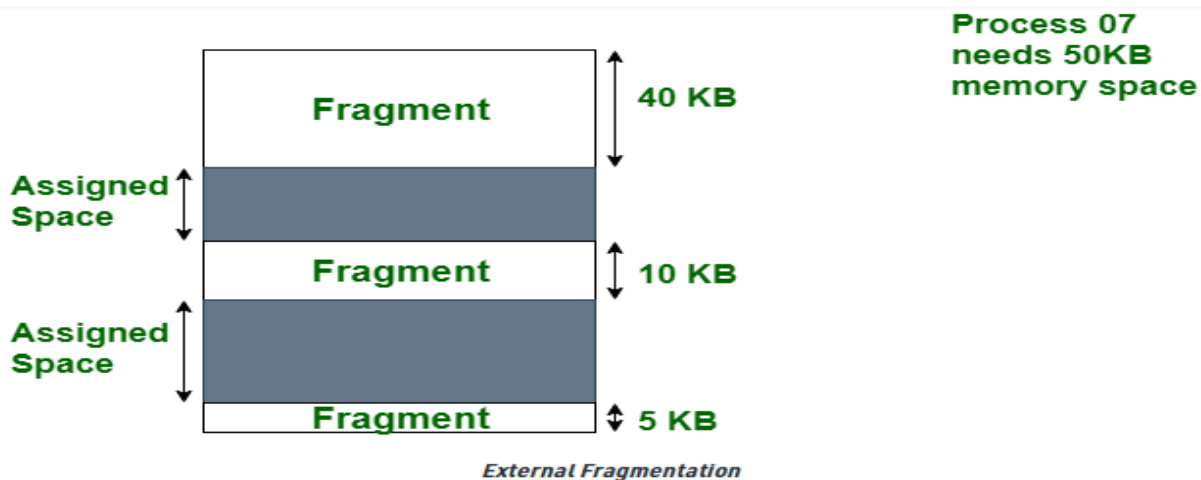 Process 07
needs 50KB
memory space
Fragment
40 KB
Assigned
Space
Fragment
10 KB
Assigned
Space
Fragment
5 KB
External Fragmentation